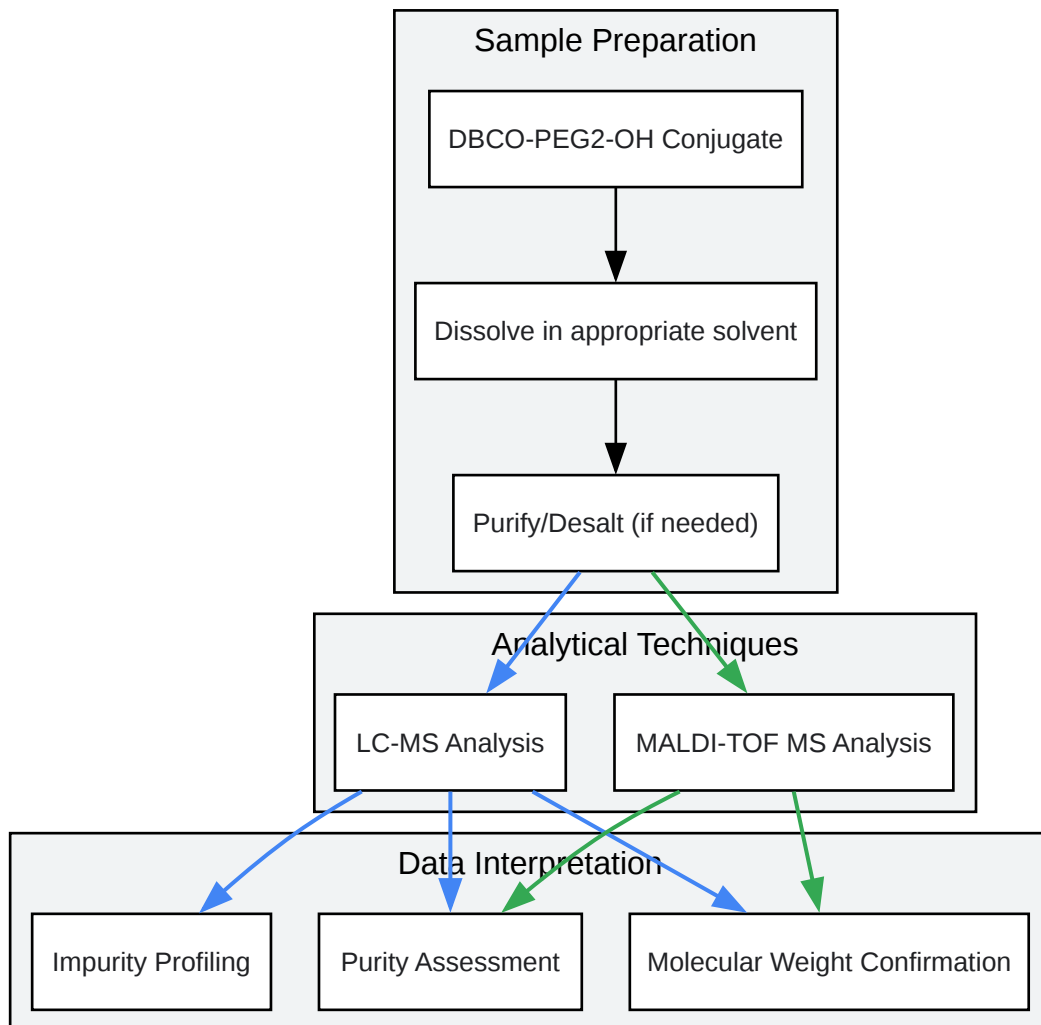 Sample Preparation
DBCO-PEG2-OH Conjugate
Dissolve in appropriate solvent
Purify/Desalt (if needed)
Analytical Techniques
LC-MS Analysis
MALDI-TOF MS Analysis
Data Interpretation
Impurity Profiling
Purity Assessment
Molecular Weight Confirmation